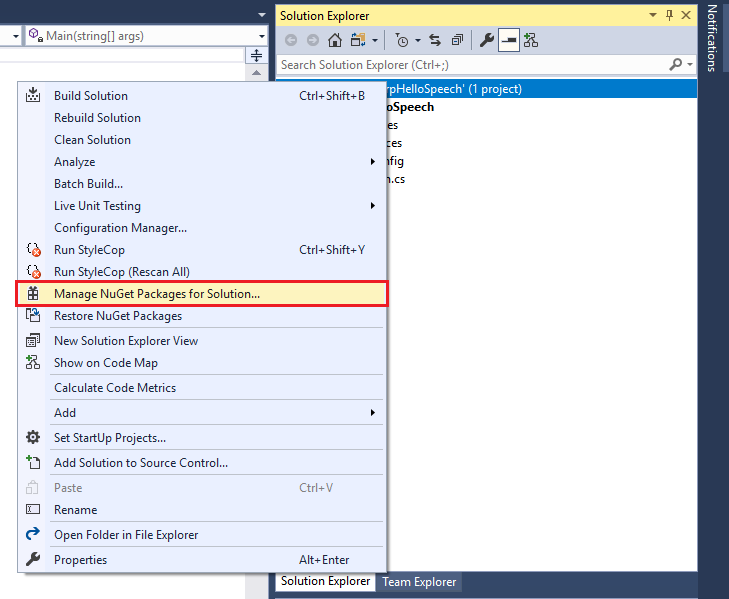 Main(string[] args)
Solution Explorer
Notifications
Search Solution Explorer (Ctrl+;)
rpHelloSpeech' (1 project)
oSpeech
es
ces
nfig
n.cs
Build Solution Ctrl+Shift+B
Rebuild Solution
Clean Solution
Analyze
Batch Build...
Live Unit Testing
Configuration Manager...
Run StyleCop Ctrl+Shift+Y
Run StyleCop (Rescan All)
Manage NuGet Packages for Solution...
Restore NuGet Packages
New Solution Explorer View
Show on Code Map
Calculate Code Metrics
Add
Set StartUp Projects...
Add Solution to Source Control...
Paste Ctrl+V
Rename
Open Folder in File Explorer
Properties Alt+Enter
Solution Explorer Team Explorer